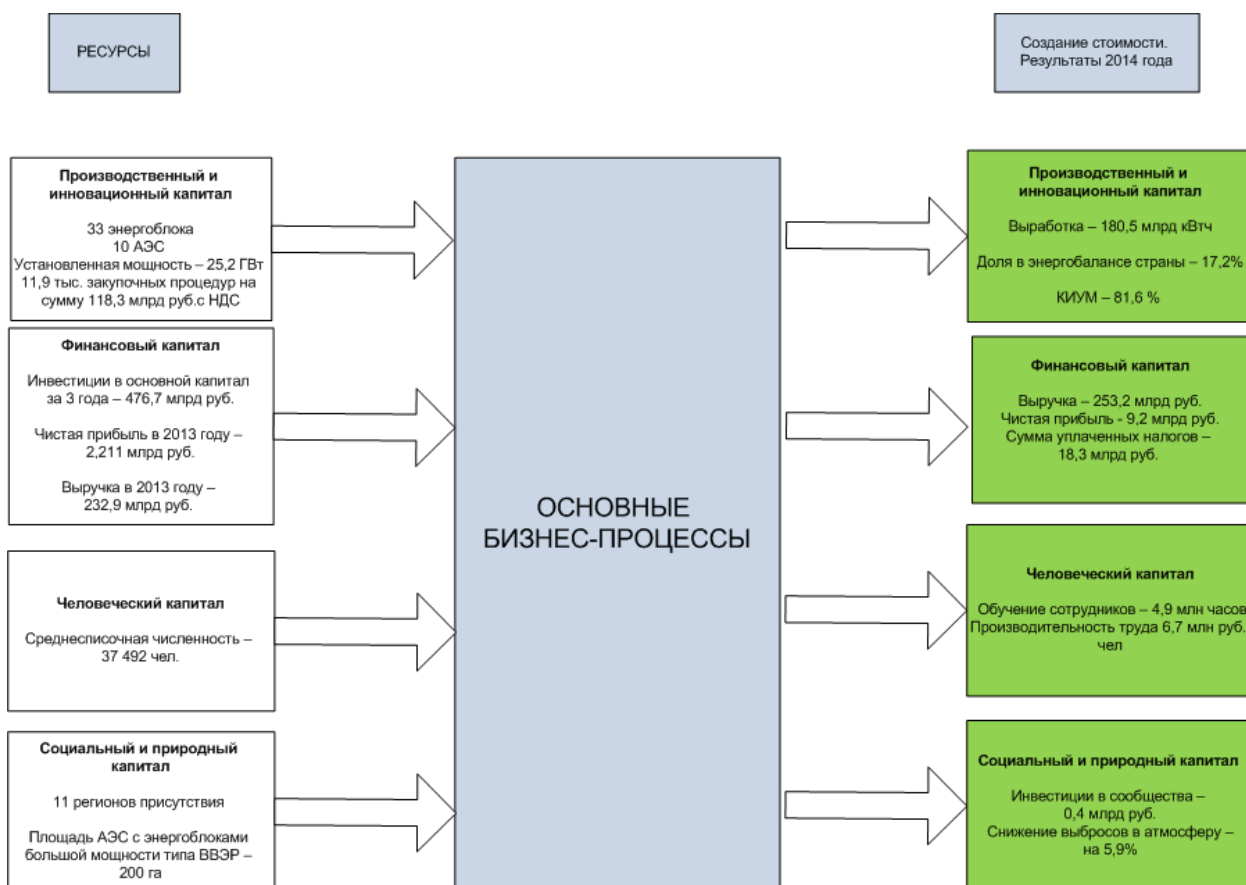 РЕСУРСЫ
Создание стоимости.
Результаты 2014 года
Производственный и
инновационный капитал
33 энергоблока
10 АЭС
Установленная мощность – 25,2 ГВт
11,9 тыс. закупочных процедур на
сумму 118,3 млрд руб.с НДС
Финансовый капитал
Инвестиции в основной капитал
за 3 года – 476,7 млрд руб.
Чистая прибыль в 2013 году –
2,211 млрд руб.
Выручка в 2013 году –
232,9 млрд руб.
Человеческий капитал
Среднесписочная численность –
37 492 чел.
Социальный и природный
капитал
11 регионов присутствия
Площадь АЭС с энергоблоками
большой мощности типа ВВЭР –
200 га
ОСНОВНЫЕ
БИЗНЕС-ПРОЦЕССЫ
Производственный и
инновационный капитал
Выработка – 180,5 млрд кВтч
Доля в энергобалансе страны – 17,2%
КИУМ – 81,6 %
Финансовый капитал
Выручка – 253,2 млрд руб.
Чистая прибыль - 9,2 млрд руб.
Сумма уплаченных налогов –
18,3 млрд руб.
Человеческий капитал
Обучение сотрудников – 4,9 млн часов
Производительность труда 6,7 млн руб.
чел
Социальный и природный капитал
Инвестиции в сообщества –
0,4 млрд руб.
Снижение выбросов в атмосферу –
на 5,9%